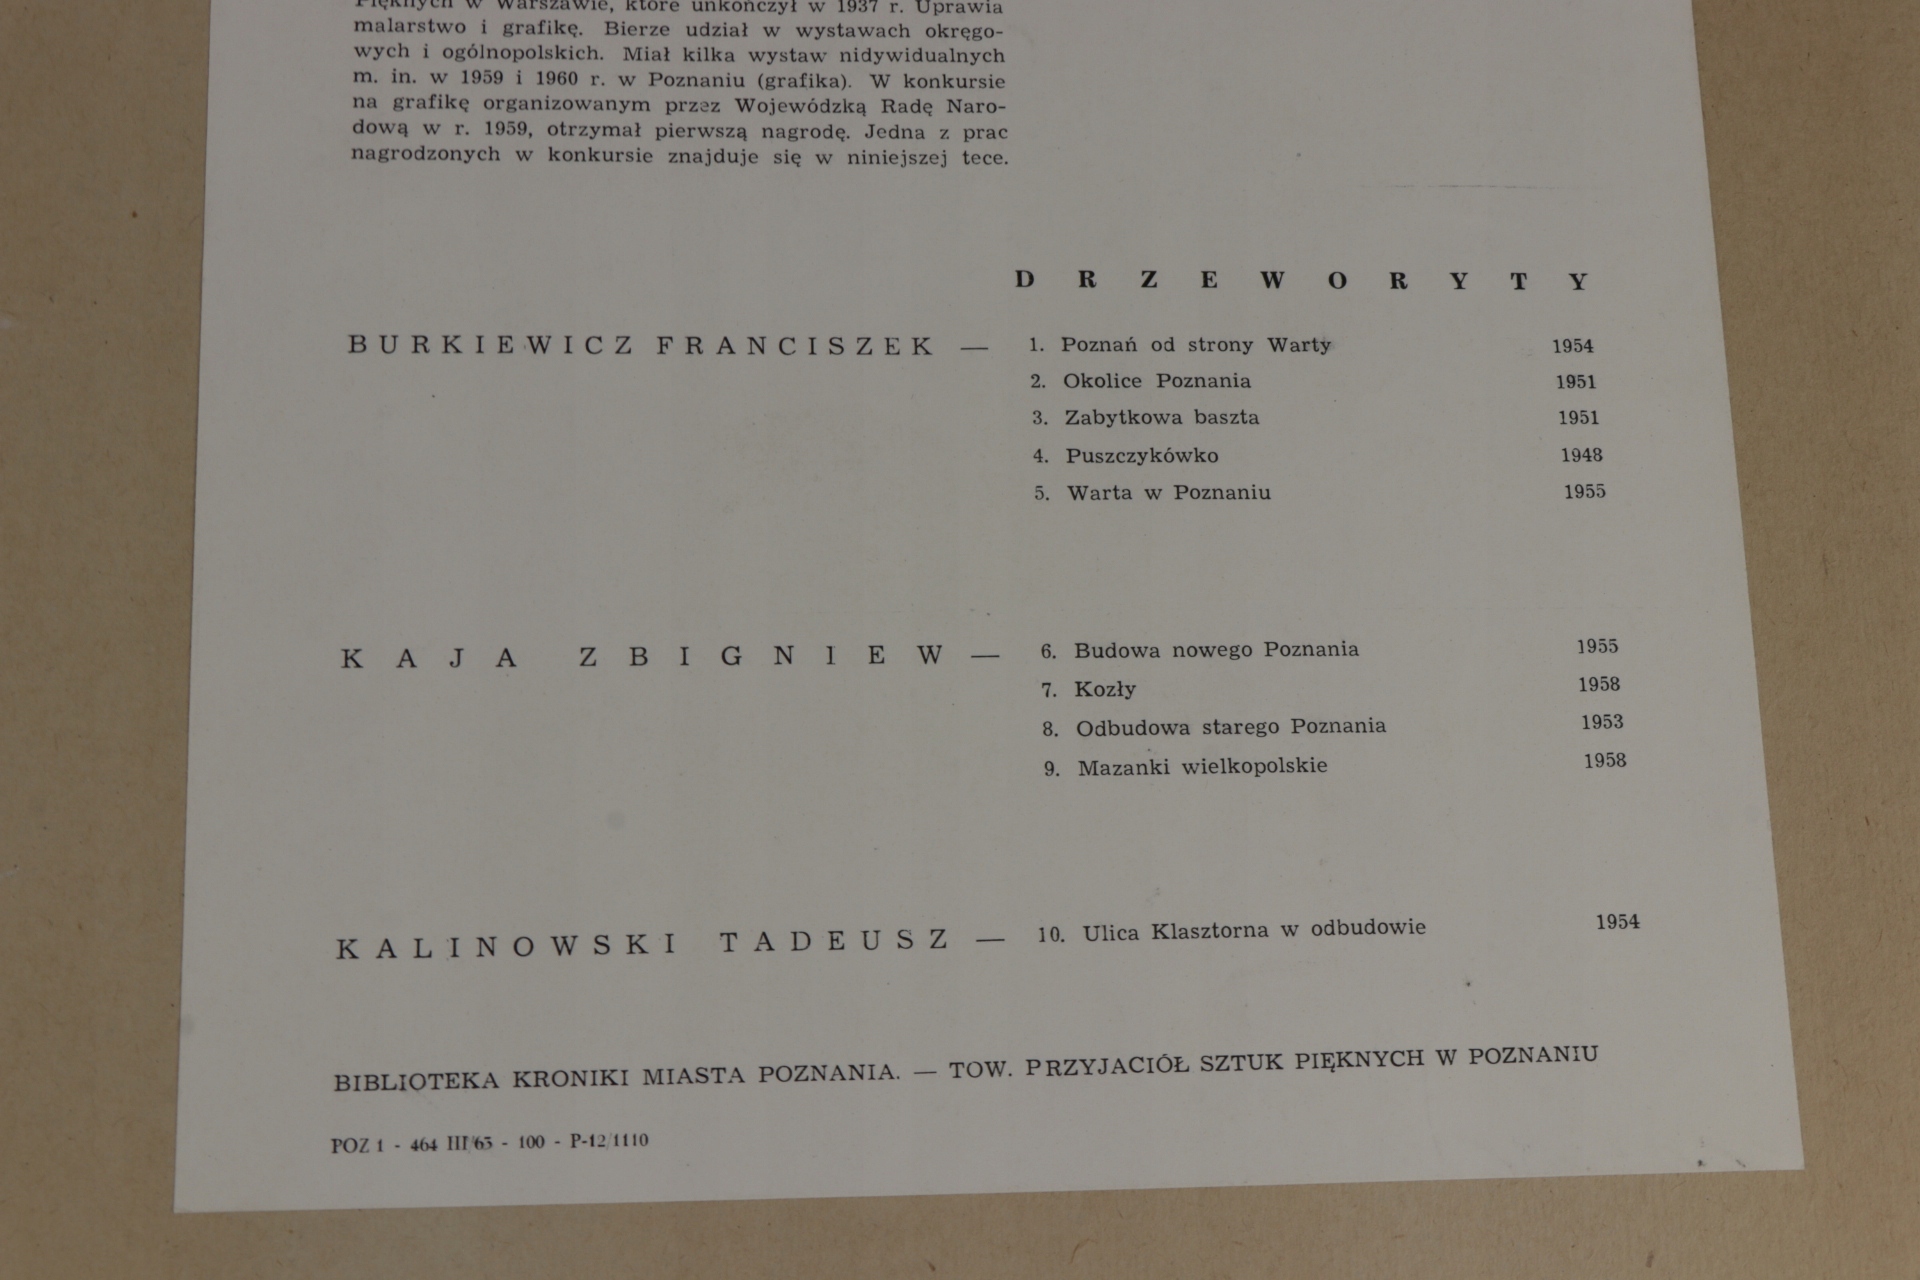 Pięknych w Warszawie, które unkończył w 1937 r. Uprawia
malarstwo i grafikę. Bierze udział w wystawach okręgo-
wych i ogólnopolskich. Miał kilka wystaw nidywidualnych
m. in. w 1959 i 1960 r. w Poznaniu (grafika). W konkursie
na grafikę organizowanym przez Wojewódzką Radę Naro-
dową w r. 1959, otrzymał pierwszą nagrodę. Jedna z prac
nagrodzonych w konkursie znajduje się w niniejszej tece.
D R Z E W O R Y T Y
BURKIEWICZ FRANCISZEK — 1. Poznań od strony Warty 1954
2. Okolice Poznania 1951
3. Zabytkowa baszta 1951
4. Puszczykówko 1948
5. Warta w Poznaniu 1955
KAJA ZBIGNIEW — 6. Budowa nowego Poznania 1955
7. Kozły 1958
8. Odbudowa starego Poznania 1953
9. Mazanki wielkopolskie 1958
KALINOWSKI TADEUSZ — 10. Ulica Klasztorna w odbudowie 1954
BIBLIOTEKA KRONIKI MIASTA POZNANIA. — TOW. PRZYJACIÓŁ SZTUK PIĘKNYCH W POZNANIU
POZ 1 - 464 III/63 - 100 - P-12/1110